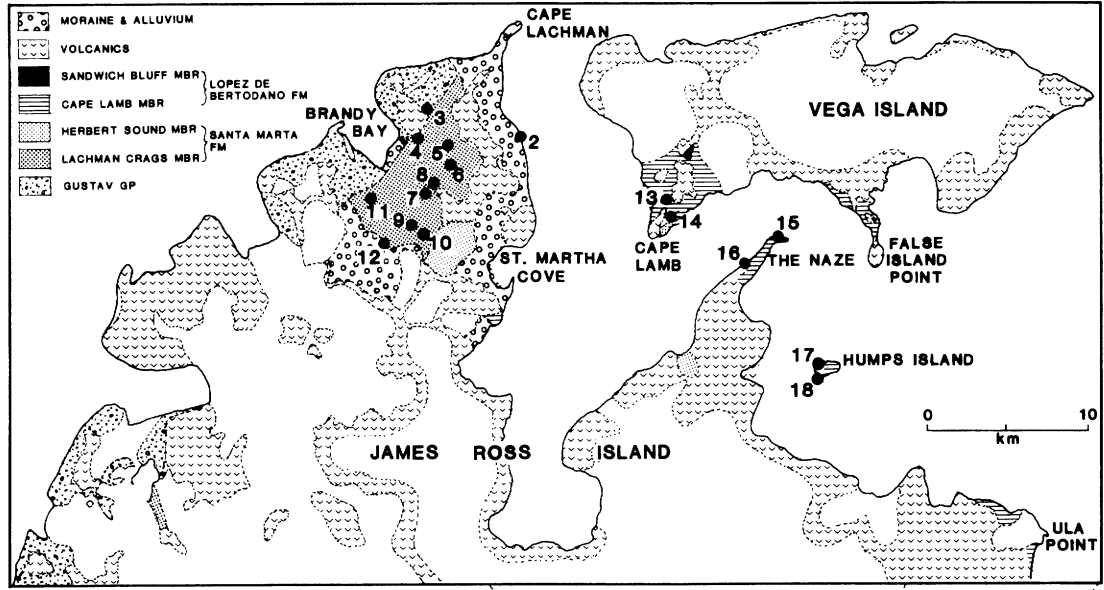 MORAINE & ALLUVIUM
VOLCANICS
SANDWICH BLUFF MBR
CAPE LAMB MBR
LOPEZ DE
BERTODANO FM
HERBERT SOUND MBR
LACHMAN CRAGS MBR
SANTA MARTA
FM
GUSTAV GP
CAPE
LACHMAN
BRANDY
BAY
3
4
5
6
8
7
2
11
9
10
12
ST. MARTHA
COVE
VEGA ISLAND
13
14
CAPE
LAMB
15
16
THE NAZE
FALSE
ISLAND
POINT
17
HUMPS ISLAND
18
0 10
km
JAMES ROSS ISLAND
ULA
POINT